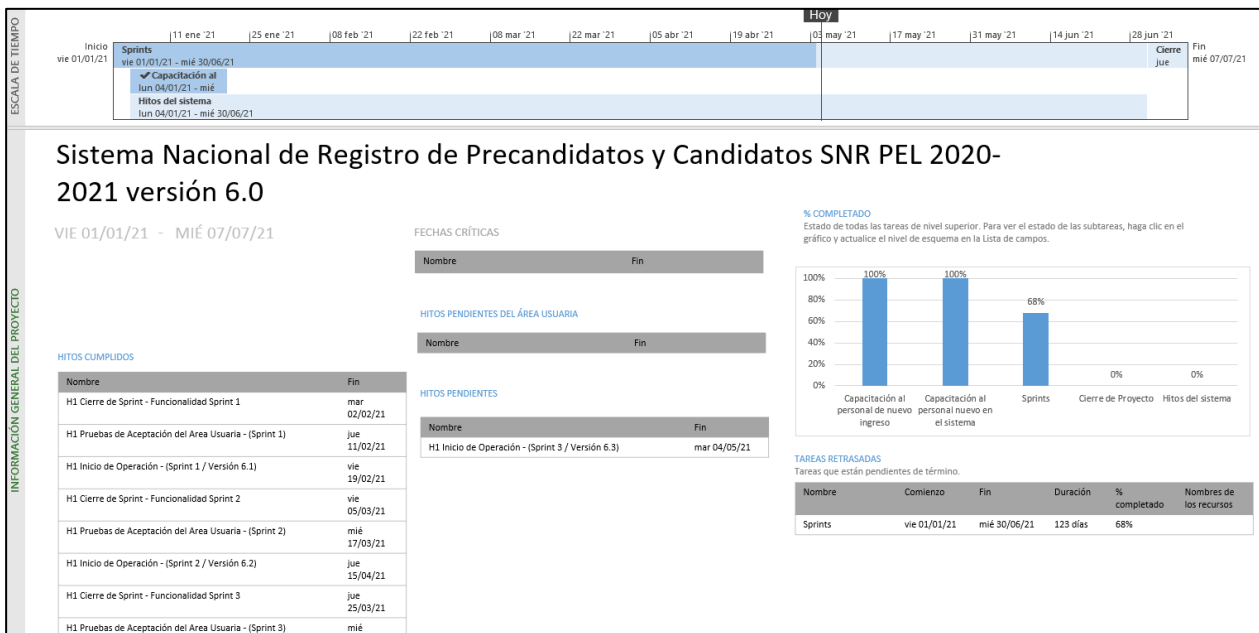 ESCALA DE TIEMPO
Hoy
11 ene '21
25 ene '21
08 feb '21
22 feb '21
08 mar '21
22 mar '21
05 abr '21
19 abr '21
03 may '21
17 may '21
31 may '21
14 jun '21
28 jun '21
Inicio
vie 01/01/21
Sprints
vie 01/01/21 - mié 30/06/21
Cierre
jue
Fin
mié 07/07/21
✔ Capacitación al
lun 04/01/21 - mié
Hitos del sistema
lun 04/01/21 - mié 30/06/21
INFORMACIÓN GENERAL DEL PROYECTO
Sistema Nacional de Registro de Precandidatos y Candidatos SNR PEL 2020-
2021 versión 6.0
VIE 01/01/21 - MIÉ 07/07/21
HITOS CUMPLIDOS
Nombre Fin
H1 Cierre de Sprint - Funcionalidad Sprint 1 mar
02/02/21
H1 Pruebas de Aceptación del Area Usuaria - (Sprint 1) jue
11/02/21
H1 Inicio de Operación - (Sprint 1 / Versión 6.1) vie
19/02/21
H1 Cierre de Sprint - Funcionalidad Sprint 2 vie
05/03/21
H1 Pruebas de Aceptación del Area Usuaria - (Sprint 2) mié
17/03/21
H1 Inicio de Operación - (Sprint 2 / Versión 6.2) jue
15/04/21
H1 Cierre de Sprint - Funcionalidad Sprint 3 jue
25/03/21
H1 Pruebas de Aceptación del Area Usuaria - (Sprint 3) mié
FECHAS CRÍTICAS
Nombre Fin
HITOS PENDIENTES DEL ÁREA USUARIA
Nombre Fin
HITOS PENDIENTES
Nombre Fin
H1 Inicio de Operación - (Sprint 3 / Versión 6.3) mar 04/05/21
% COMPLETADO
Estado de todas las tareas de nivel superior. Para ver el estado de las subtareas, haga clic en el
gráfico y actualice el nivel de esquema en la Lista de campos.
100%
80%
60%
40%
20%
0%
100%
100%
68%
0%
0%
Capacitación al
personal de nuevo
ingreso
Capacitación al
personal nuevo en
el sistema
Sprints
Cierre de Proyecto
Hitos del sistema
TAREAS RETRASADAS
Tareas que están pendientes de término.
Nombre Comienzo Fin Duración %
completado Nombres de
los recursos
Sprints vie 01/01/21 mié 30/06/21 123 días 68%